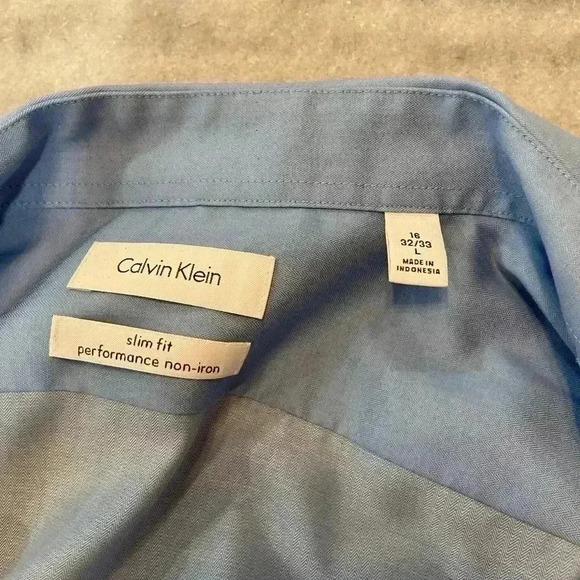 Calvin Klein
slim fit
performance non-iron
16
32/33
L
MADE IN
INDONESIA